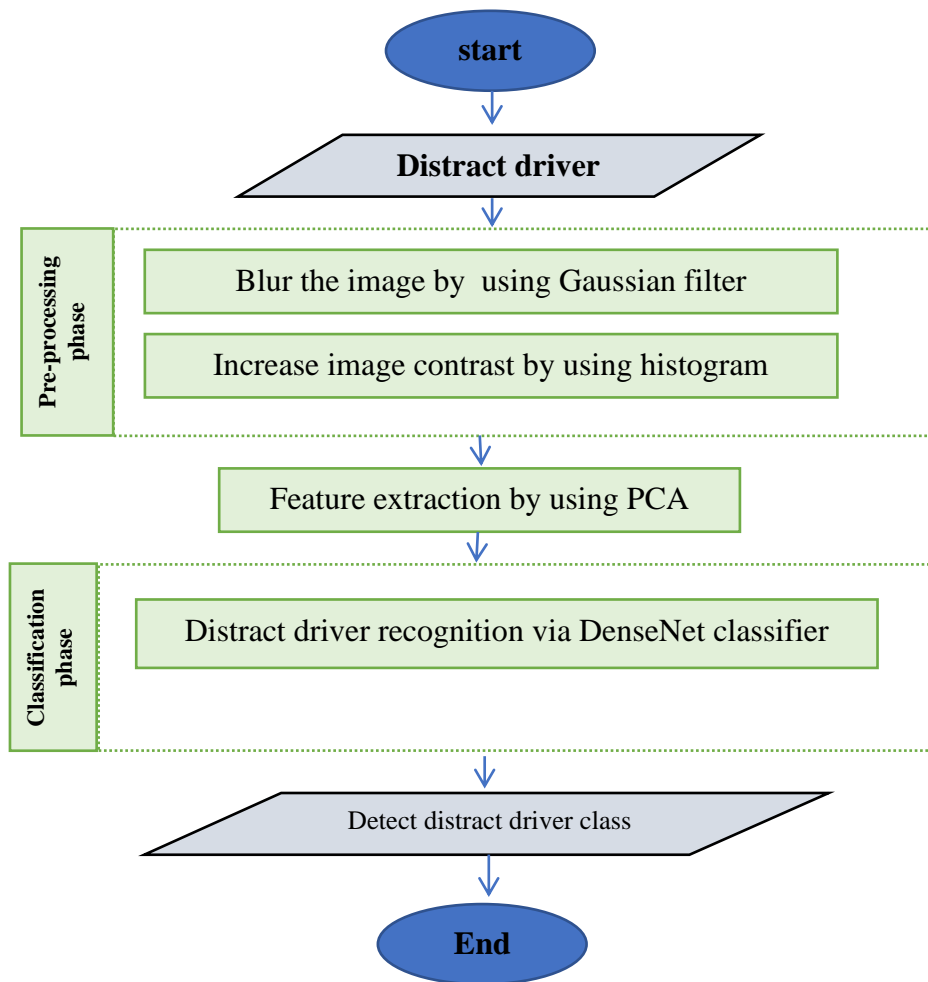 start
Distract driver
Pre-processing
phase
Blur the image by  using Gaussian filter
Increase image contrast by using histogram
Feature extraction by using PCA
Classification
phase
Distract driver recognition via DenseNet classifier
Detect distract driver class
End